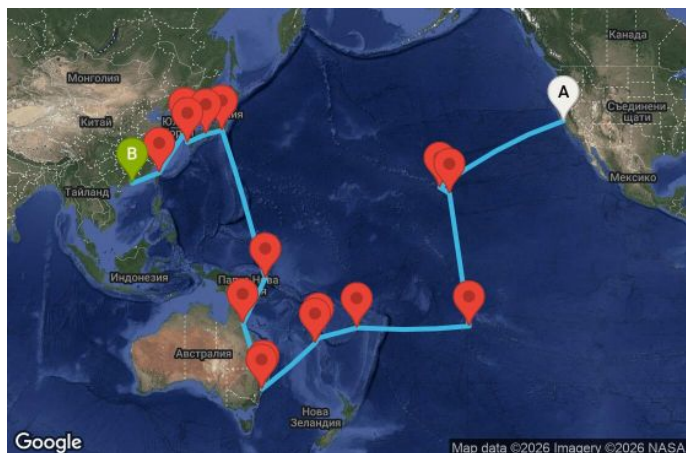 Канада
A
Монголия
Съединени
щати
Китай
B
Тайланд
Мексико
Индонезия
Папуа Нова
Австралия
Нова
Зеландия
Google
Map data ©2026 Imagery ©2026 NASA